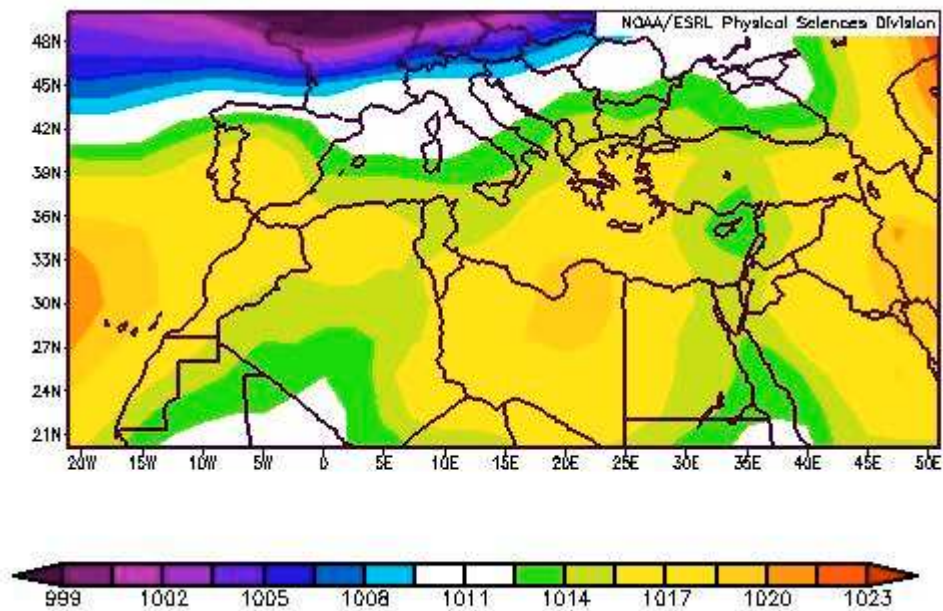 NOAA/ESRL Physical Sciences Division
48N
45N
42N
39N
36N
33N
30N
27N
24N
21N
20W 15W 10W 5W 0 5E 10E 15E 20E 25E 30E 35E 40E 45E 50E
999 1002 1005 1008 1011 1014 1017 1020 1023